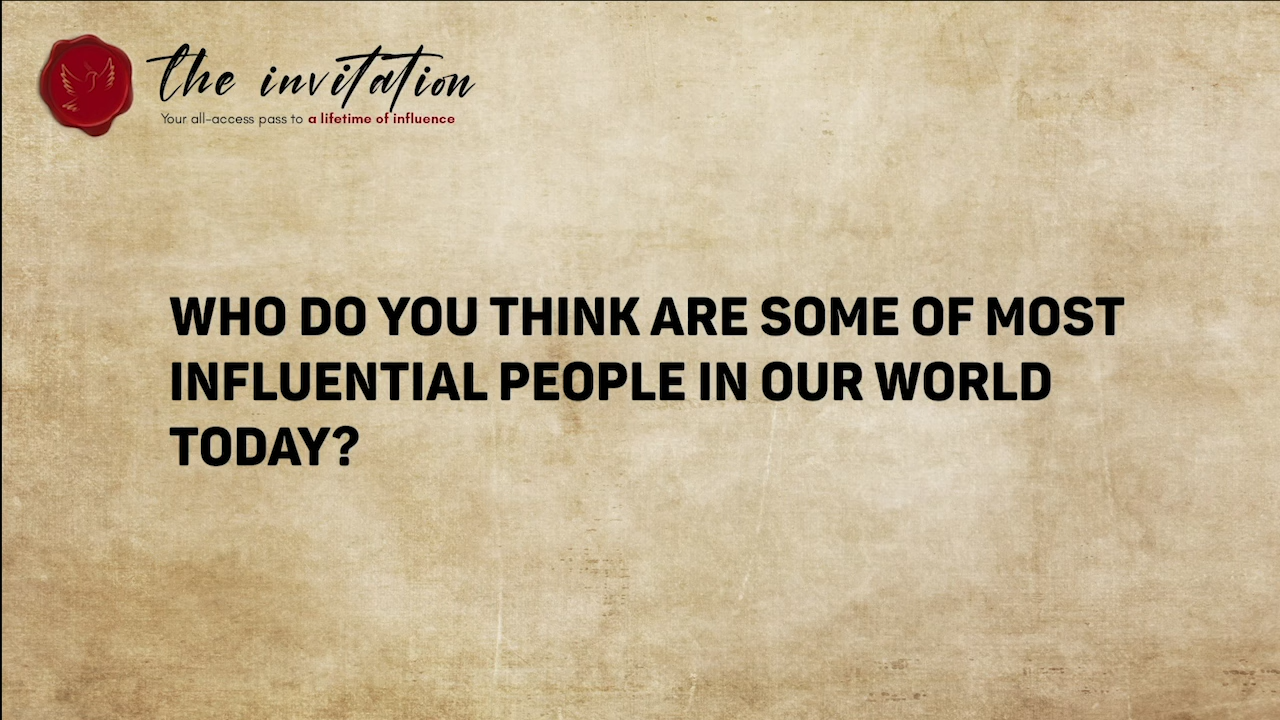 the invitation
Your all-access pass to a lifetime of influence
WHO DO YOU THINK ARE SOME OF MOST
INFLUENTIAL PEOPLE IN OUR WORLD
TODAY?